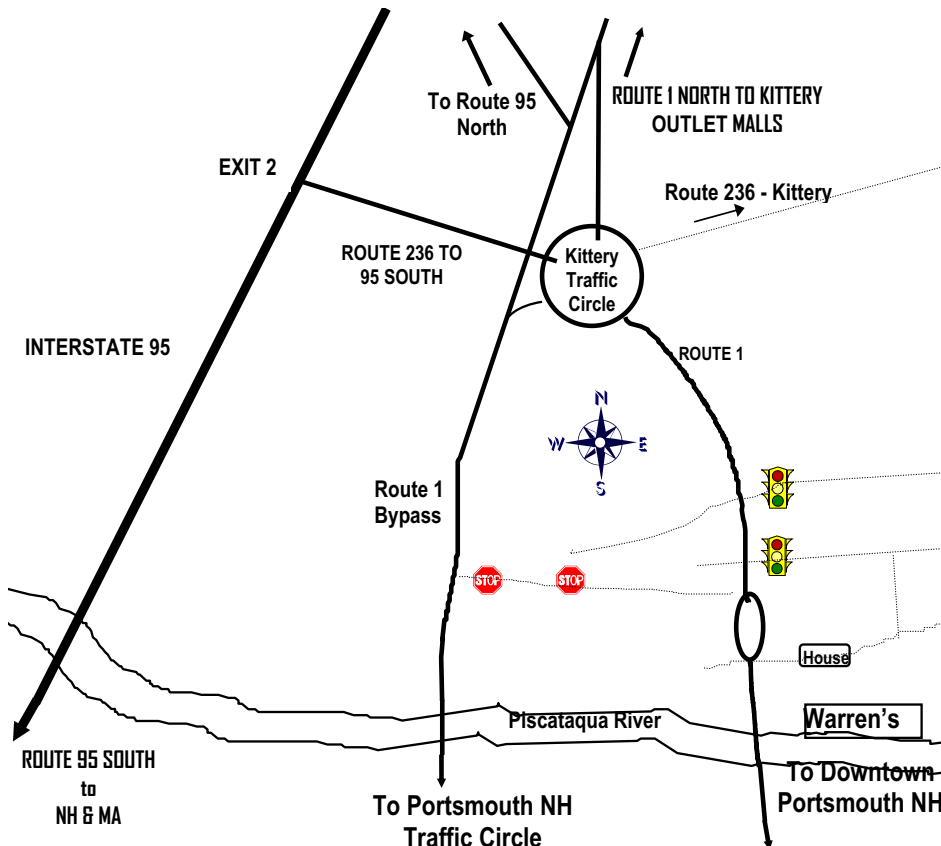 To Route 95
North
ROUTE 1 NORTH TO KITTERY
OUTLET MALLS
EXIT 2
Route 236 - Kittery
ROUTE 236 TO
95 SOUTH
Kittery
Traffic
Circle
INTERSTATE 95
ROUTE 1
N
W
E
S
Route 1
Bypass
STOP
STOP
House
Piscataqua River
Warren's
ROUTE 95 SOUTH
to
NH & MA
To Portsmouth NH
Traffic Circle
To Downtown
Portsmouth NH